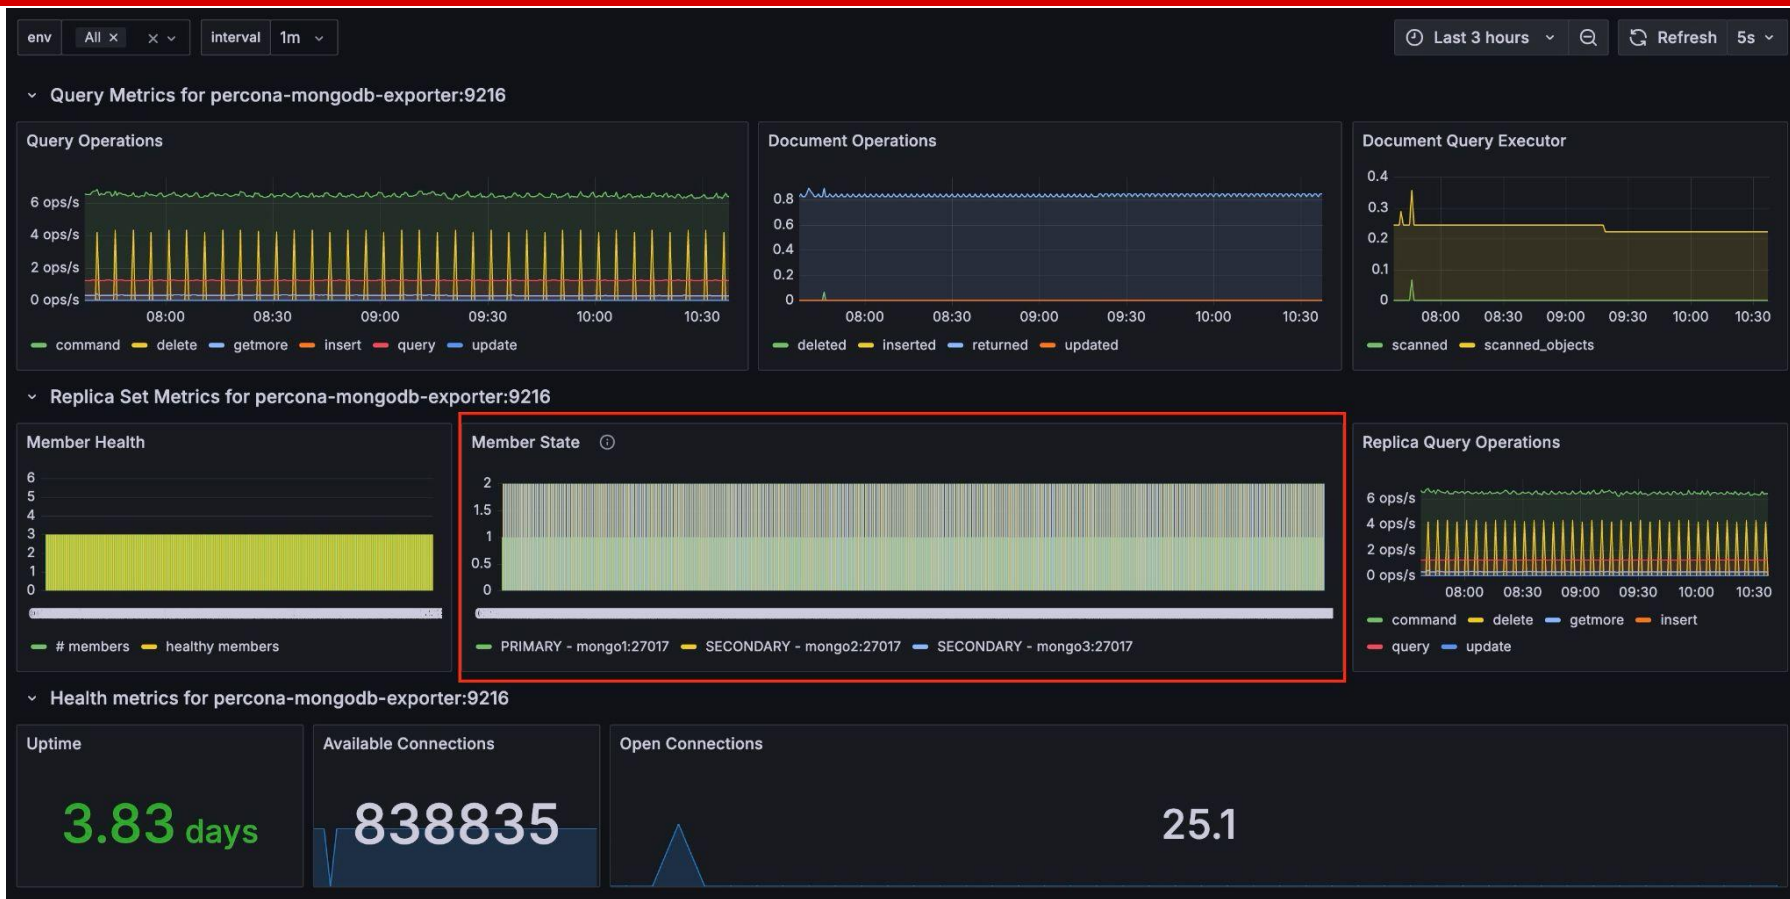 env All × × interval 1m Last 3 hours Refresh 5s
Query Metrics for percona-mongodb-exporter:9216
Query Operations
6 ops/s
4 ops/s
2 ops/s
0 ops/s
08:00 08:30 09:00 09:30 10:00 10:30
command delete getmore insert query update
Document Operations
0.8
0.6
0.4
0.2
0
08:00 08:30 09:00 09:30 10:00 10:30
deleted inserted returned updated
Document Query Executor
0.4
0.3
0.2
0.1
0
08:00 08:30 09:00 09:30 10:00 10:30
scanned scanned_objects
Replica Set Metrics for percona-mongodb-exporter:9216
Member Health
6
5
4
3
2
1
0
# members healthy members
Member State
2
1.5
1
0.5
0
PRIMARY - mongo1:27017 SECONDARY - mongo2:27017 SECONDARY - mongo3:27017
Replica Query Operations
6 ops/s
4 ops/s
2 ops/s
0 ops/s
08:00 08:30 09:00 09:30 10:00 10:30
command delete getmore insert
query update
Health metrics for percona-mongodb-exporter:9216
Uptime
3.83 days
Available Connections
838835
Open Connections
25.1